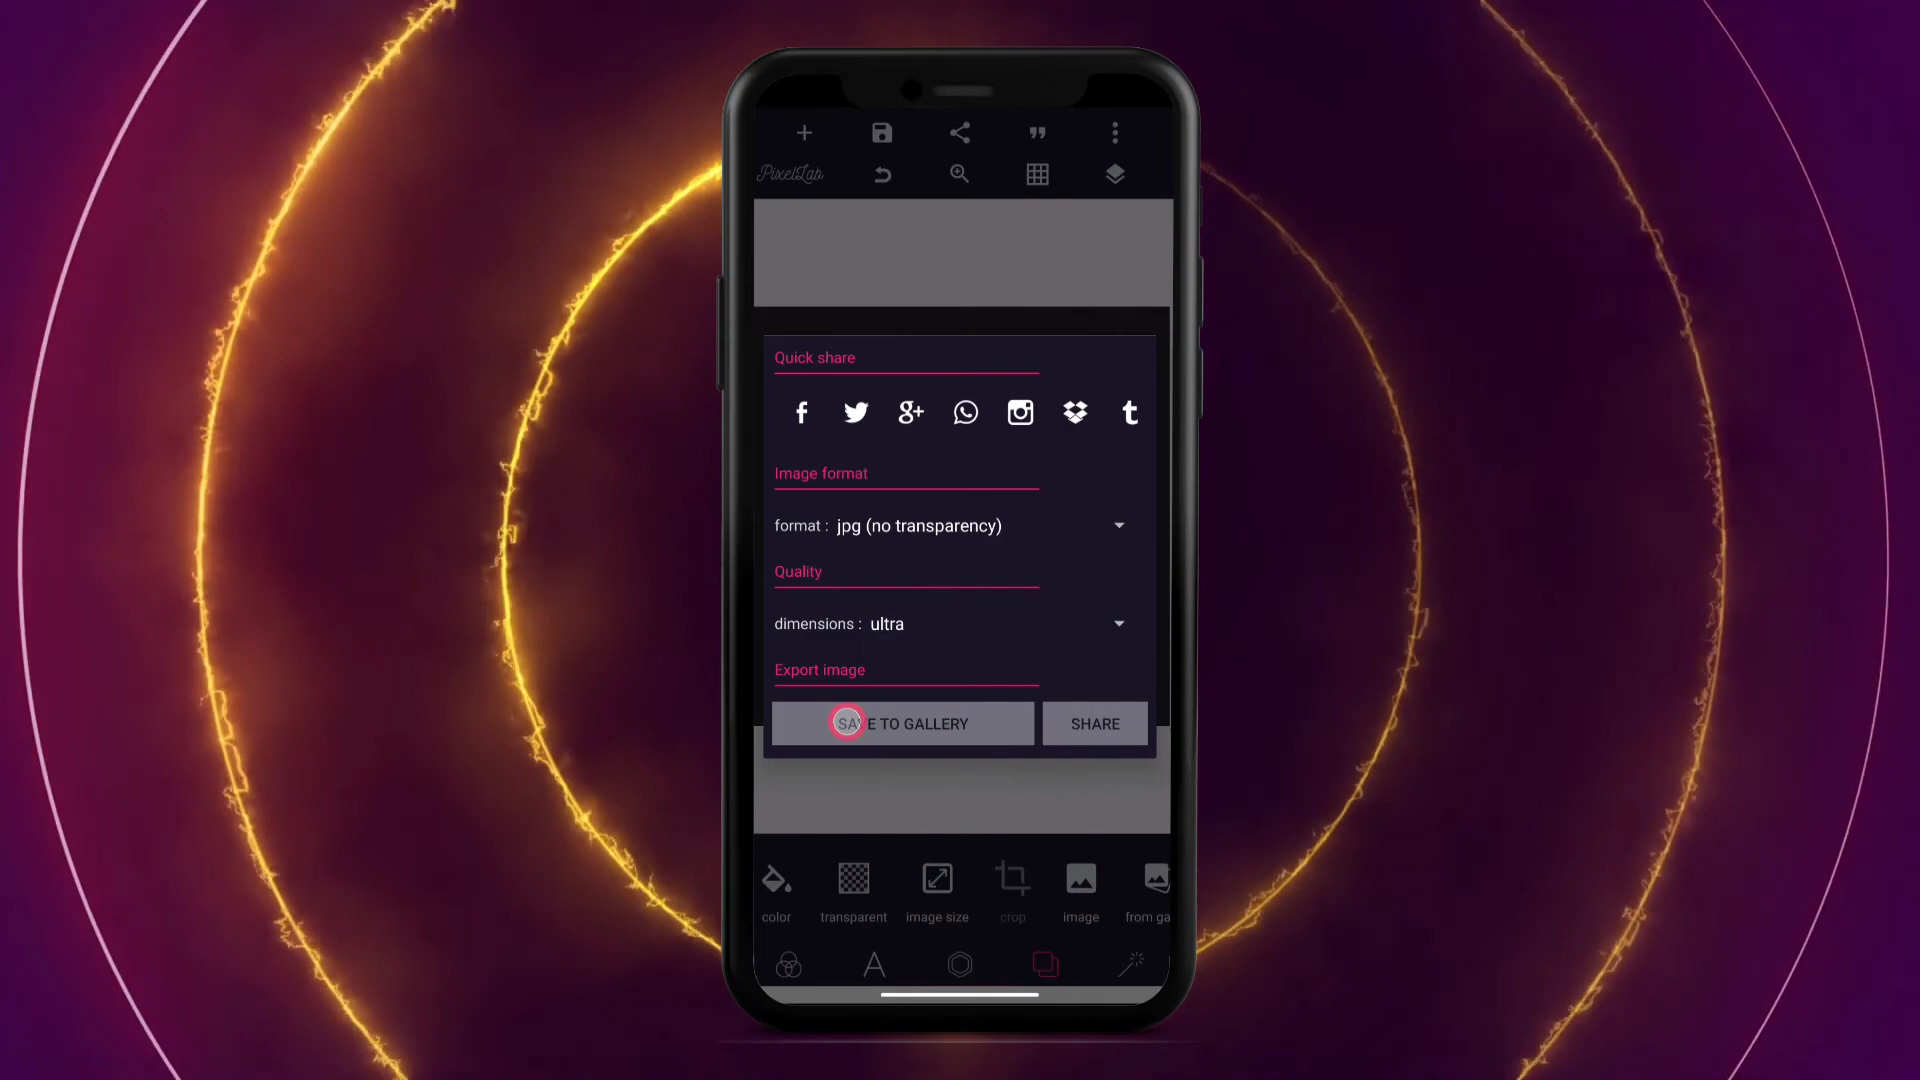 PixelLab
Quick share
Image format
format : jpg (no transparency)
Quality
dimensions : ultra
Export image
SAVE TO GALLERY SHARE
color transparent image size crop image from ga